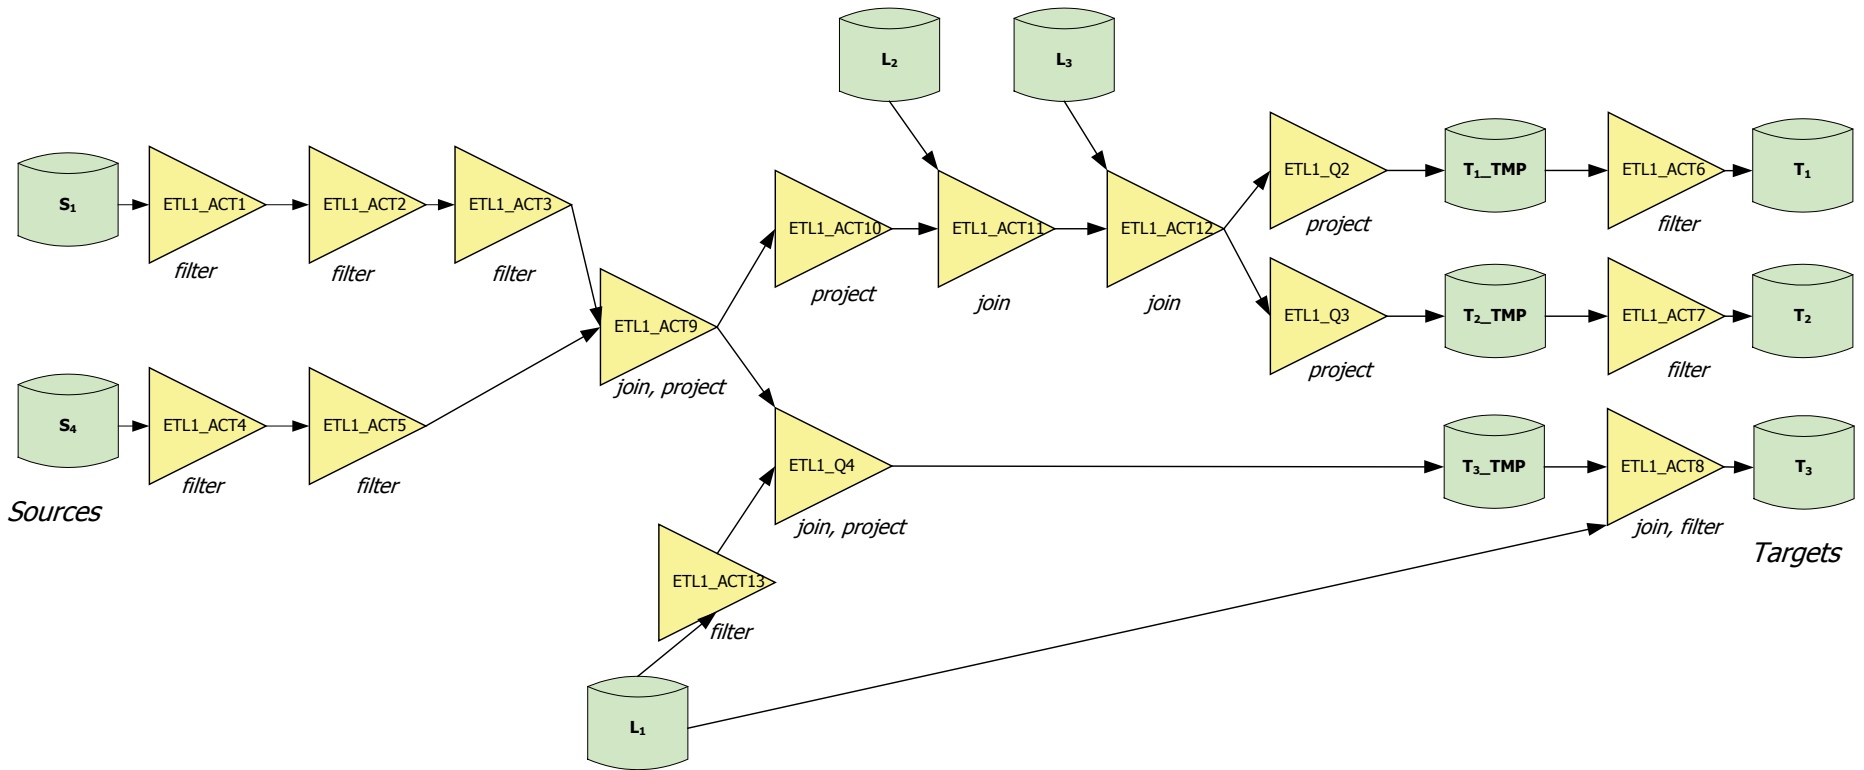 L₂
L₃
S₁
ETL1_ACT1
filter
ETL1_ACT2
filter
ETL1_ACT3
filter
ETL1_ACT9
join, project
ETL1_ACT10
project
ETL1_ACT11
join
ETL1_ACT12
join
ETL1_Q2
project
T₁_TMP
ETL1_ACT6
filter
T₁
ETL1_Q3
project
T₂_TMP
ETL1_ACT7
filter
T₂
S₄
ETL1_ACT4
filter
ETL1_ACT5
filter
Sources
ETL1_Q4
join, project
T₃_TMP
ETL1_ACT8
join, filter
T₃
Targets
ETL1_ACT13
filter
L₁